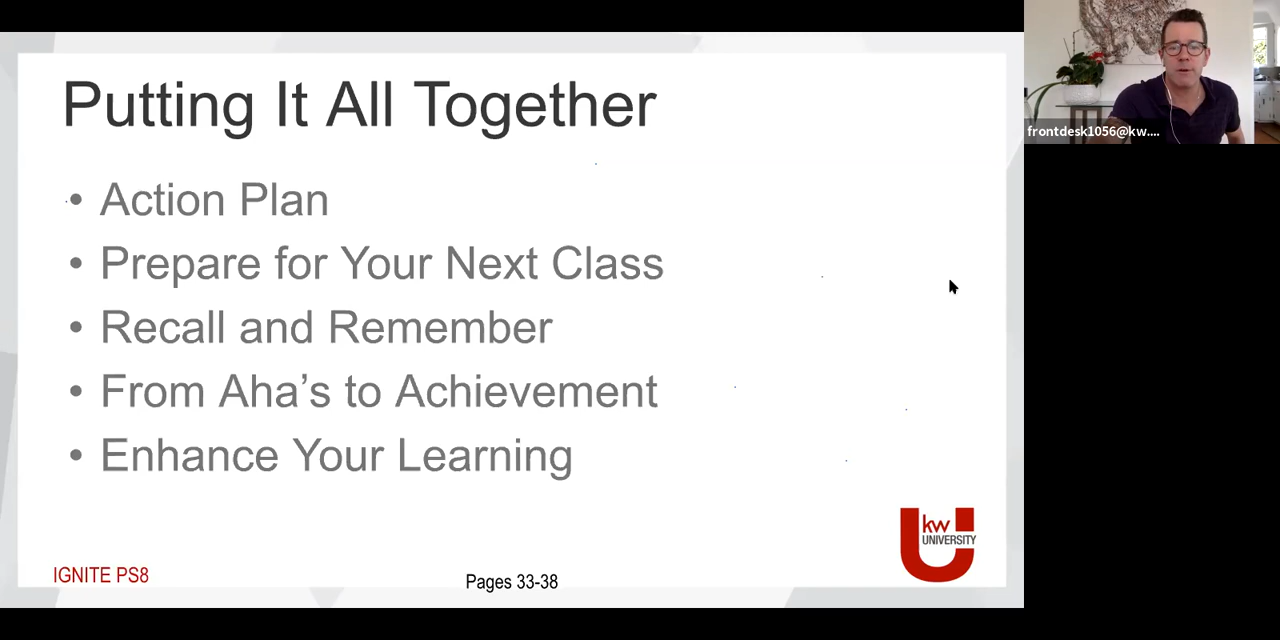 Putting It All Together
• Action Plan
• Prepare for Your Next Class
• Recall and Remember
• From Aha’s to Achievement
• Enhance Your Learning
kw
UNIVERSITY
IGNITE PS8
Pages 33-38
frontdesk1056@kw....